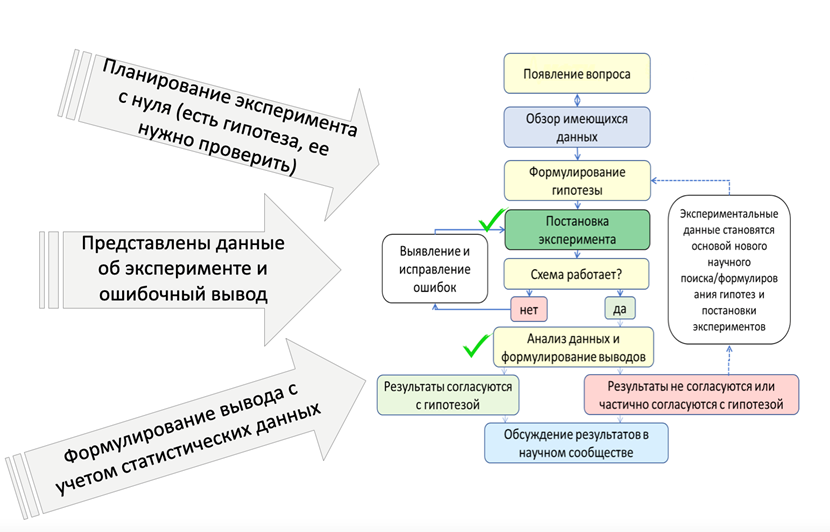 Планирование эксперимента
с нуля (есть гипотеза, ее
нужно проверить)
Представлены данные
об эксперименте и
ошибочный вывод
Формулирование вывода с
учетом статистических данных
Появление вопроса
Обзор имеющихся
данных
Формулирование
гипотезы
Постановка
эксперимента
Выявление и
исправление
ошибок
Схема работает?
нет
да
Экспериментальные
данные становятся
основой нового
научного
поиска/формулиров
ания гипотез и
постановки
экспериментов
Анализ данных и
формулирование выводов
Результаты согласуются
с гипотезой
Результаты не согласуются или
частично согласуются с гипотезой
Обсуждение результатов в
научном сообществе